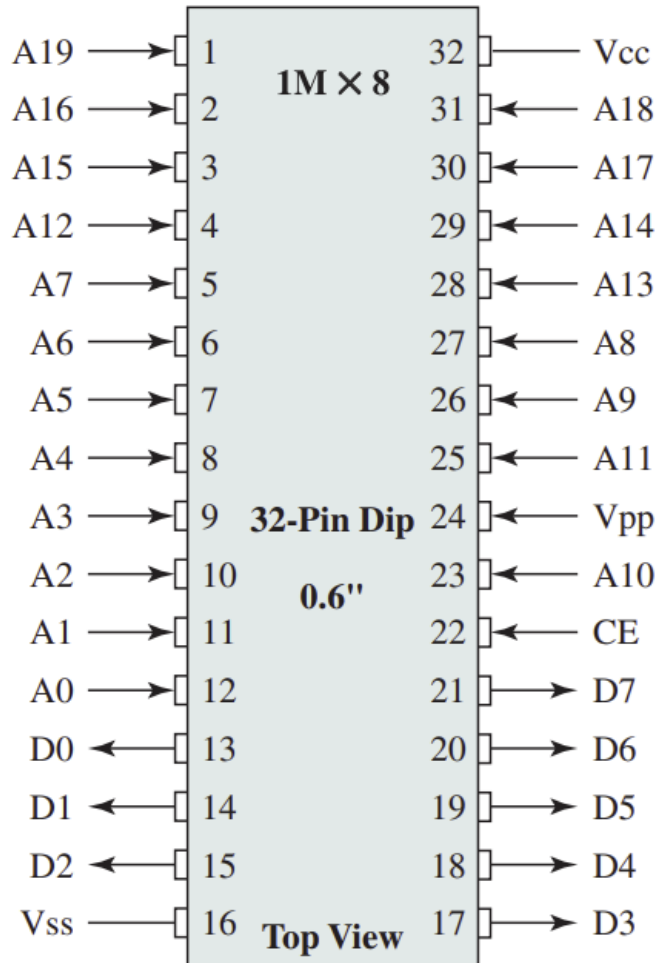 A19 1 32 Vcc
1M × 8
A16 2 31 A18
A15 3 30 A17
A12 4 29 A14
A7 5 28 A13
A6 6 27 A8
A5 7 26 A9
A4 8 25 A11
A3 9 32-Pin Dip 24 Vpp
A2 10 23 A10
0.6"
A1 11 22 CE
A0 12 21 D7
D0 13 20 D6
D1 14 19 D5
D2 15 18 D4
Vss 16 17 D3
Top View